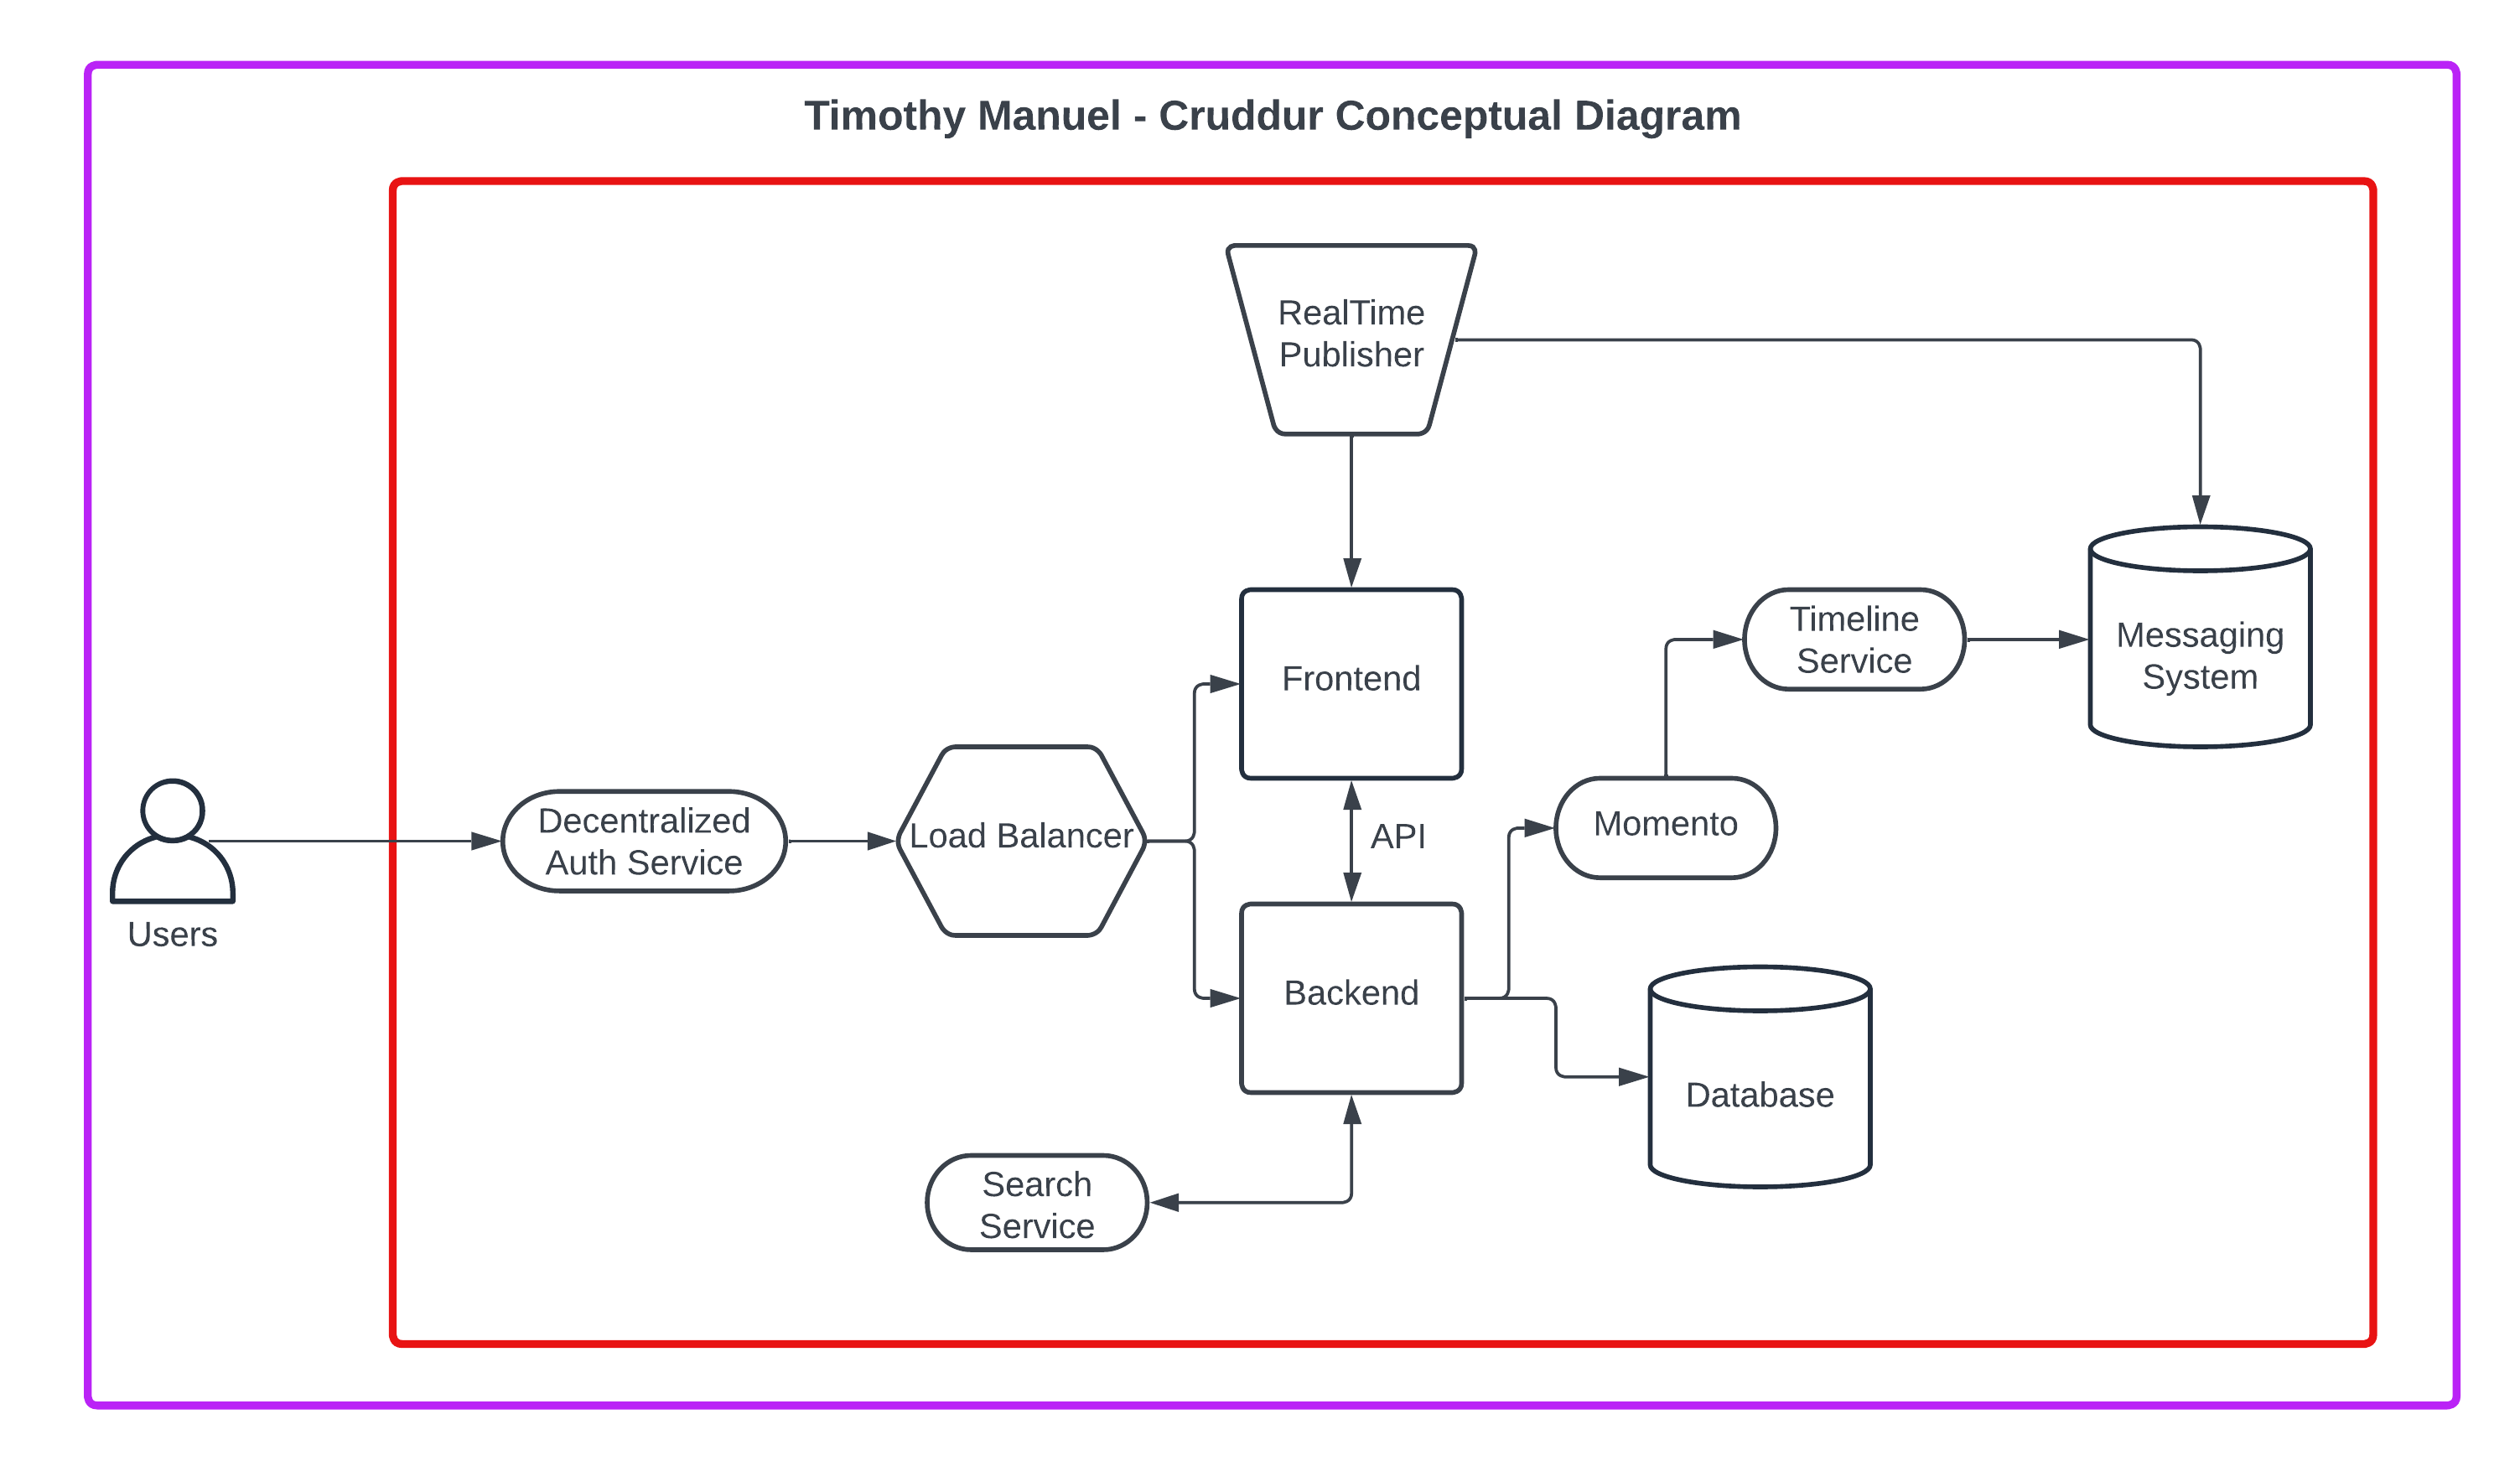 Timothy Manuel - Cruddur Conceptual Diagram
RealTime
Publisher
Timeline
Service
Messaging
System
Frontend
Decentralized
Auth Service
Load Balancer
API
Momento
Users
Backend
Database
Search
Service